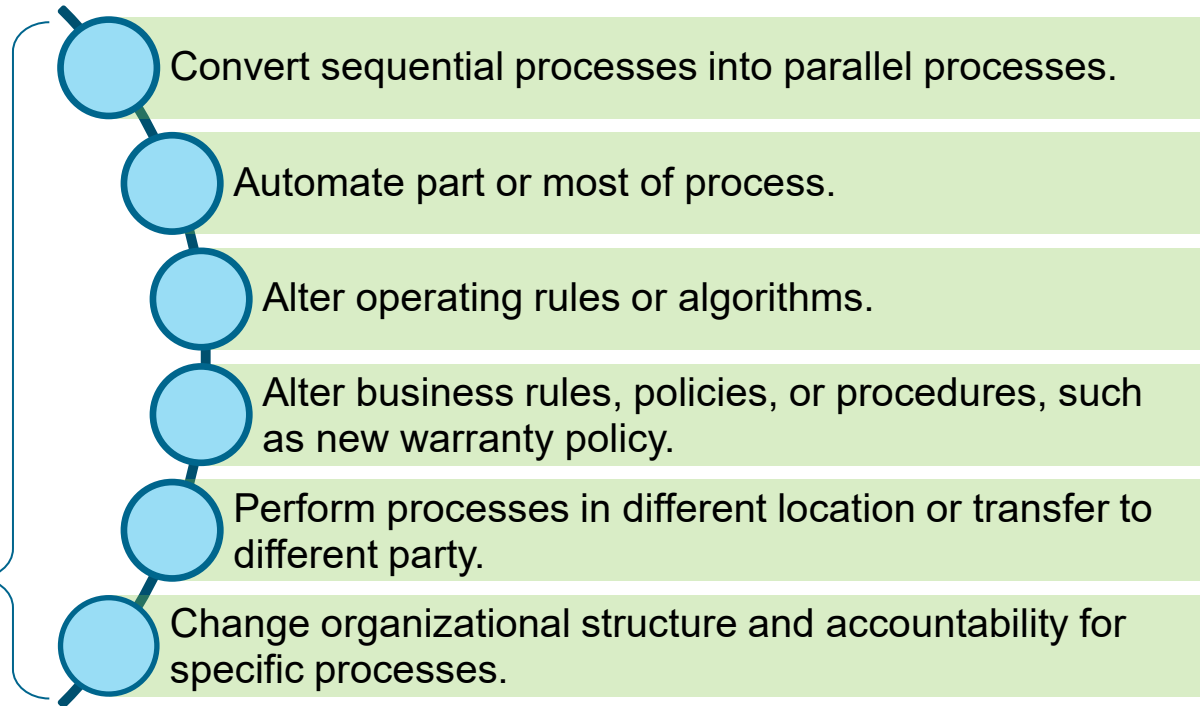 Convert sequential processes into parallel processes.
Automate part or most of process.
Alter operating rules or algorithms.
Alter business rules, policies, or procedures, such
as new warranty policy.
Perform processes in different location or transfer to
different party.
Change organizational structure and accountability for
specific processes.